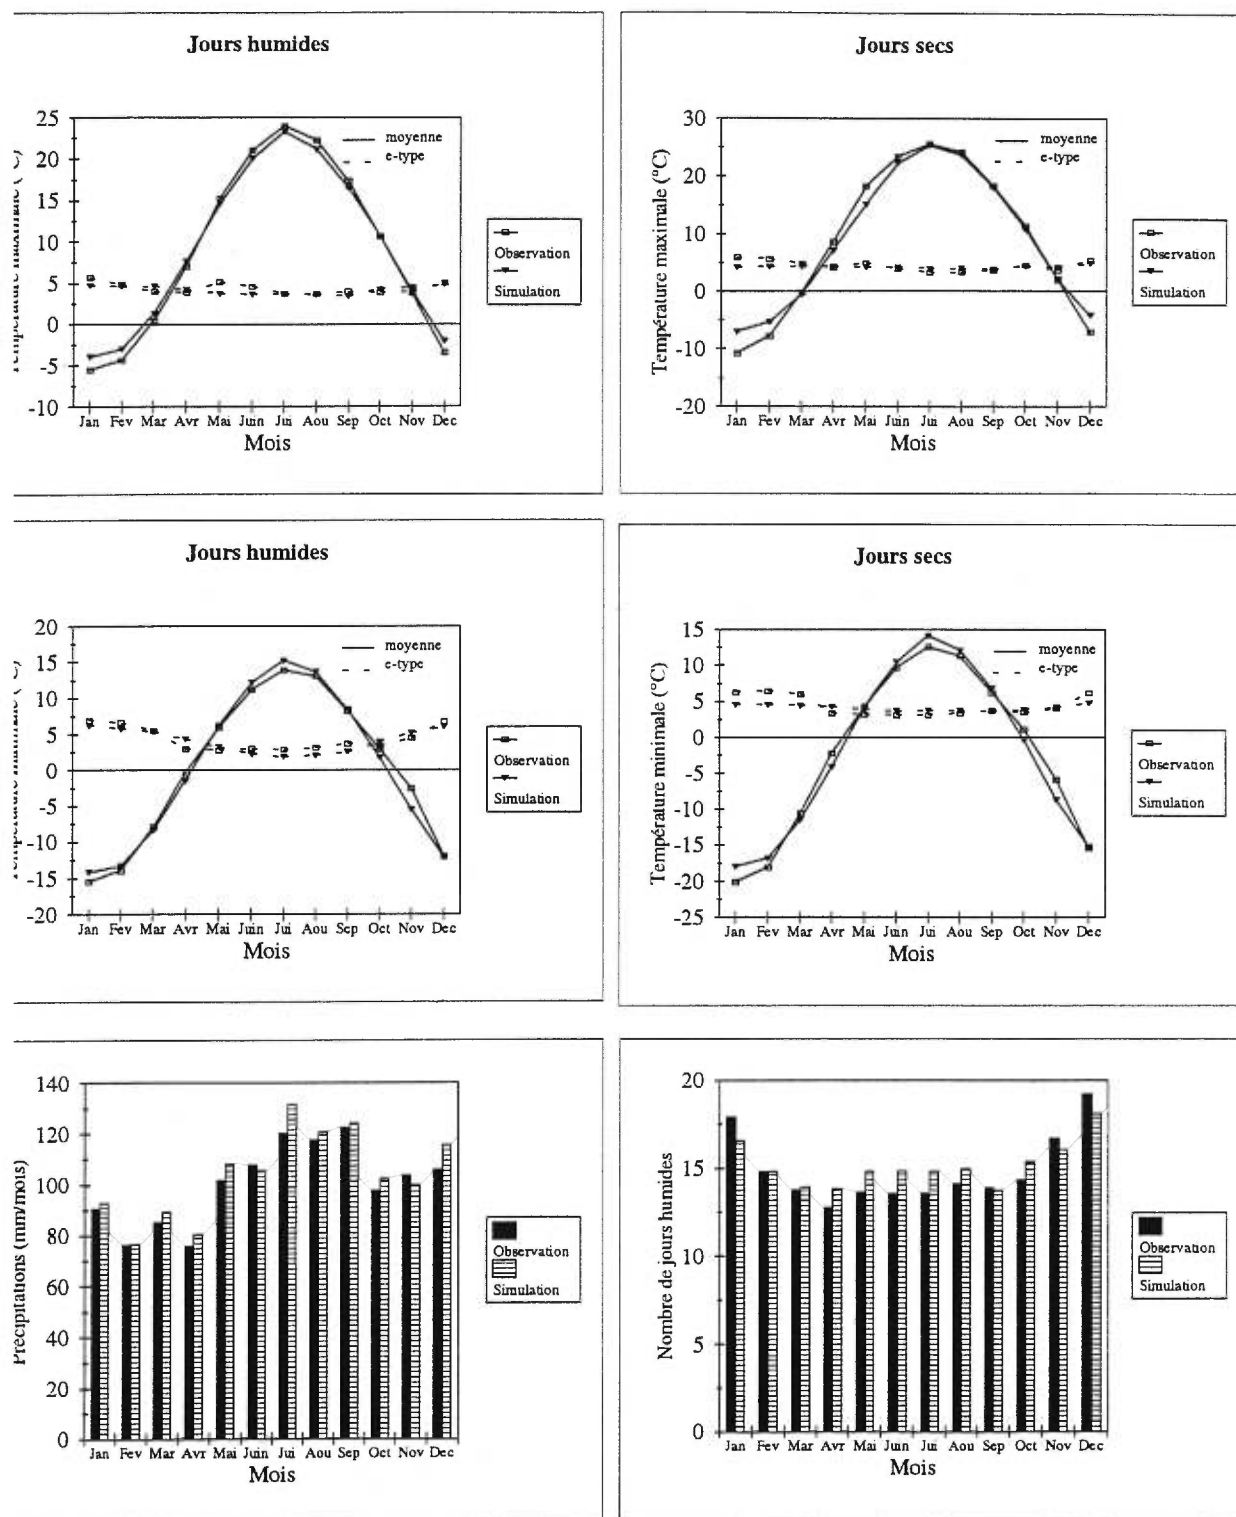 Jours humides
25
20
15
10
5
0
-5
-10
moyenne
e-type
Jan Fev Mar Avr Mai Juin Jui Aou Sep Oct Nov Dec
Mois
Observation
Simulation
Jours secs
Température maximale (°C)
30
20
10
0
-10
-20
moyenne
e-type
Jan Fev Mar Avr Mai Juin Jui Aou Sep Oct Nov Dec
Mois
Observation
Simulation
Jours humides
20
15
10
5
0
-5
-10
-15
-20
moyenne
e-type
Jan Fev Mar Avr Mai Juin Jui Aou Sep Oct Nov Dec
Mois
Observation
Simulation
Jours secs
Température minimale (°C)
15
10
5
0
-5
-10
-15
-20
-25
moyenne
e-type
Jan Fev Mar Avr Mai Juin Jui Aou Sep Oct Nov Dec
Mois
Observation
Simulation
Précipitations (mm/mois)
140
120
100
80
60
40
20
0
Jan Fev Mar Avr Mai Juin Jui Aou Sep Oct Nov Dec
Mois
Observation
Simulation
Nombre de jours humides
20
15
10
5
0
Jan Fev Mar Avr Mai Juin Jui Aou Sep Oct Nov Dec
Mois
Observation
Simulation